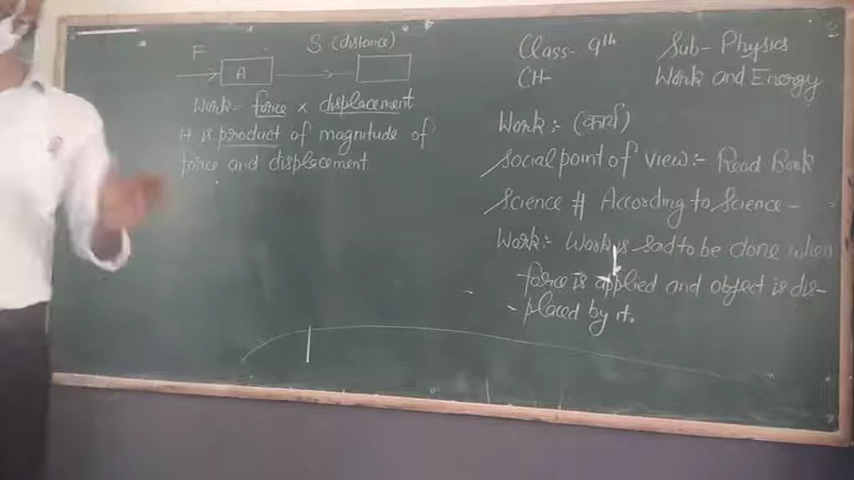 F
S (distance)
A
Work = force × displacement
It is product of magnitude of
force and displacement.
Class- 9th
Sub- Physics
CH-
Work and Energy
Work:- (कार्य)
Social point of view:- Read Book
Science # According to, Science -
Work:- Work is sad to be done when
force is applied and object is dis-
- placed by it.